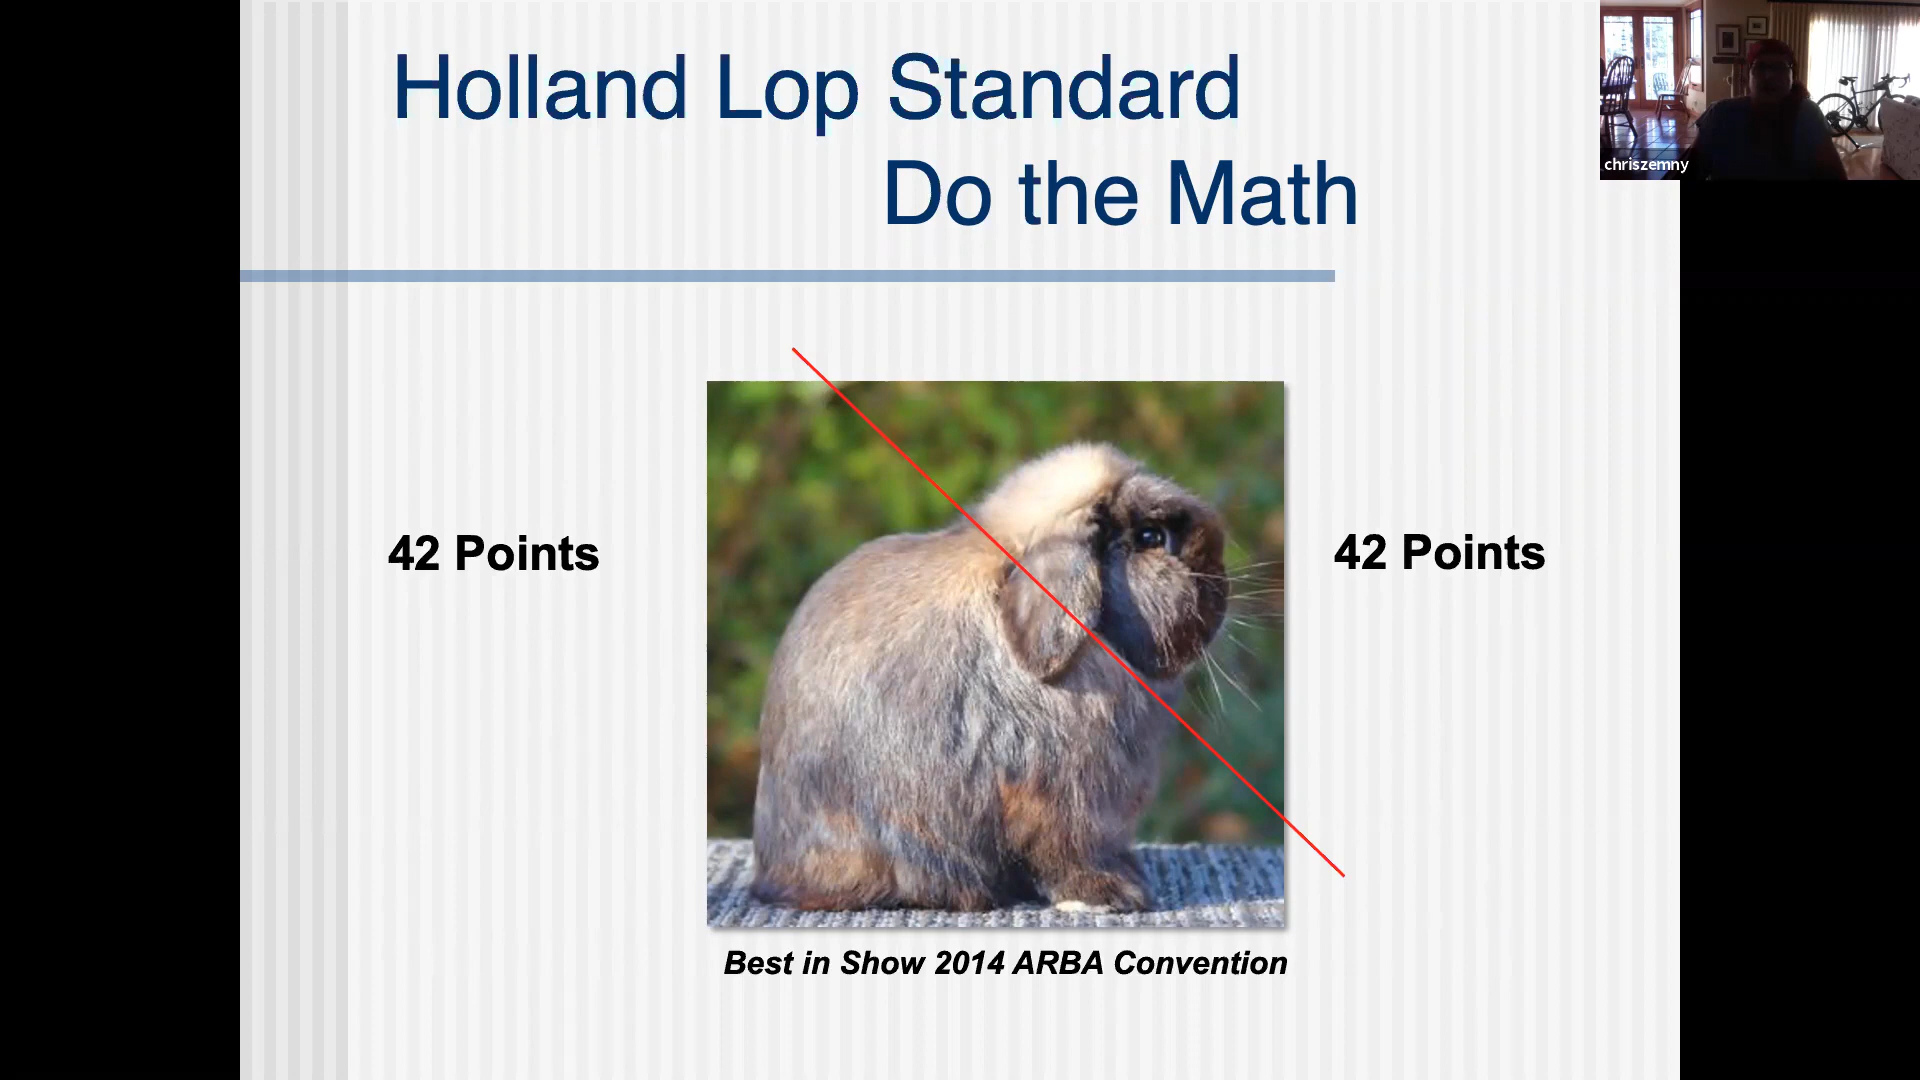 Holland Lop Standard
Do the Math
chriszemny
42 Points
42 Points
Best in Show 2014 ARBA Convention